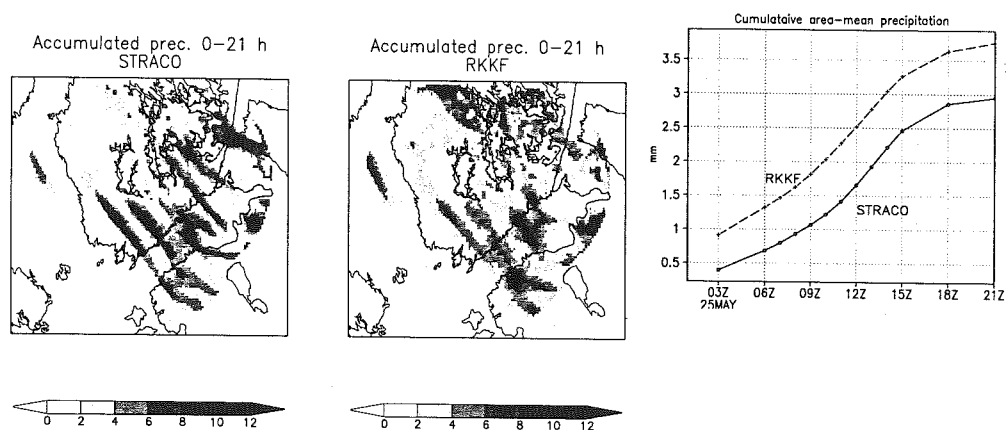 Accumulated prec. 0-21 h
STRACO
0 2 4 6 8 10 12
Accumulated prec. 0-21 h
RKKF
0 2 4 6 8 10 12
Cumulataive area-mean precipitation
3.5
3
2.5
2
1.5
1
0.5
mm
RKKF
STRACO
03Z 06Z 09Z 12Z 15Z 18Z 21Z
25MAY